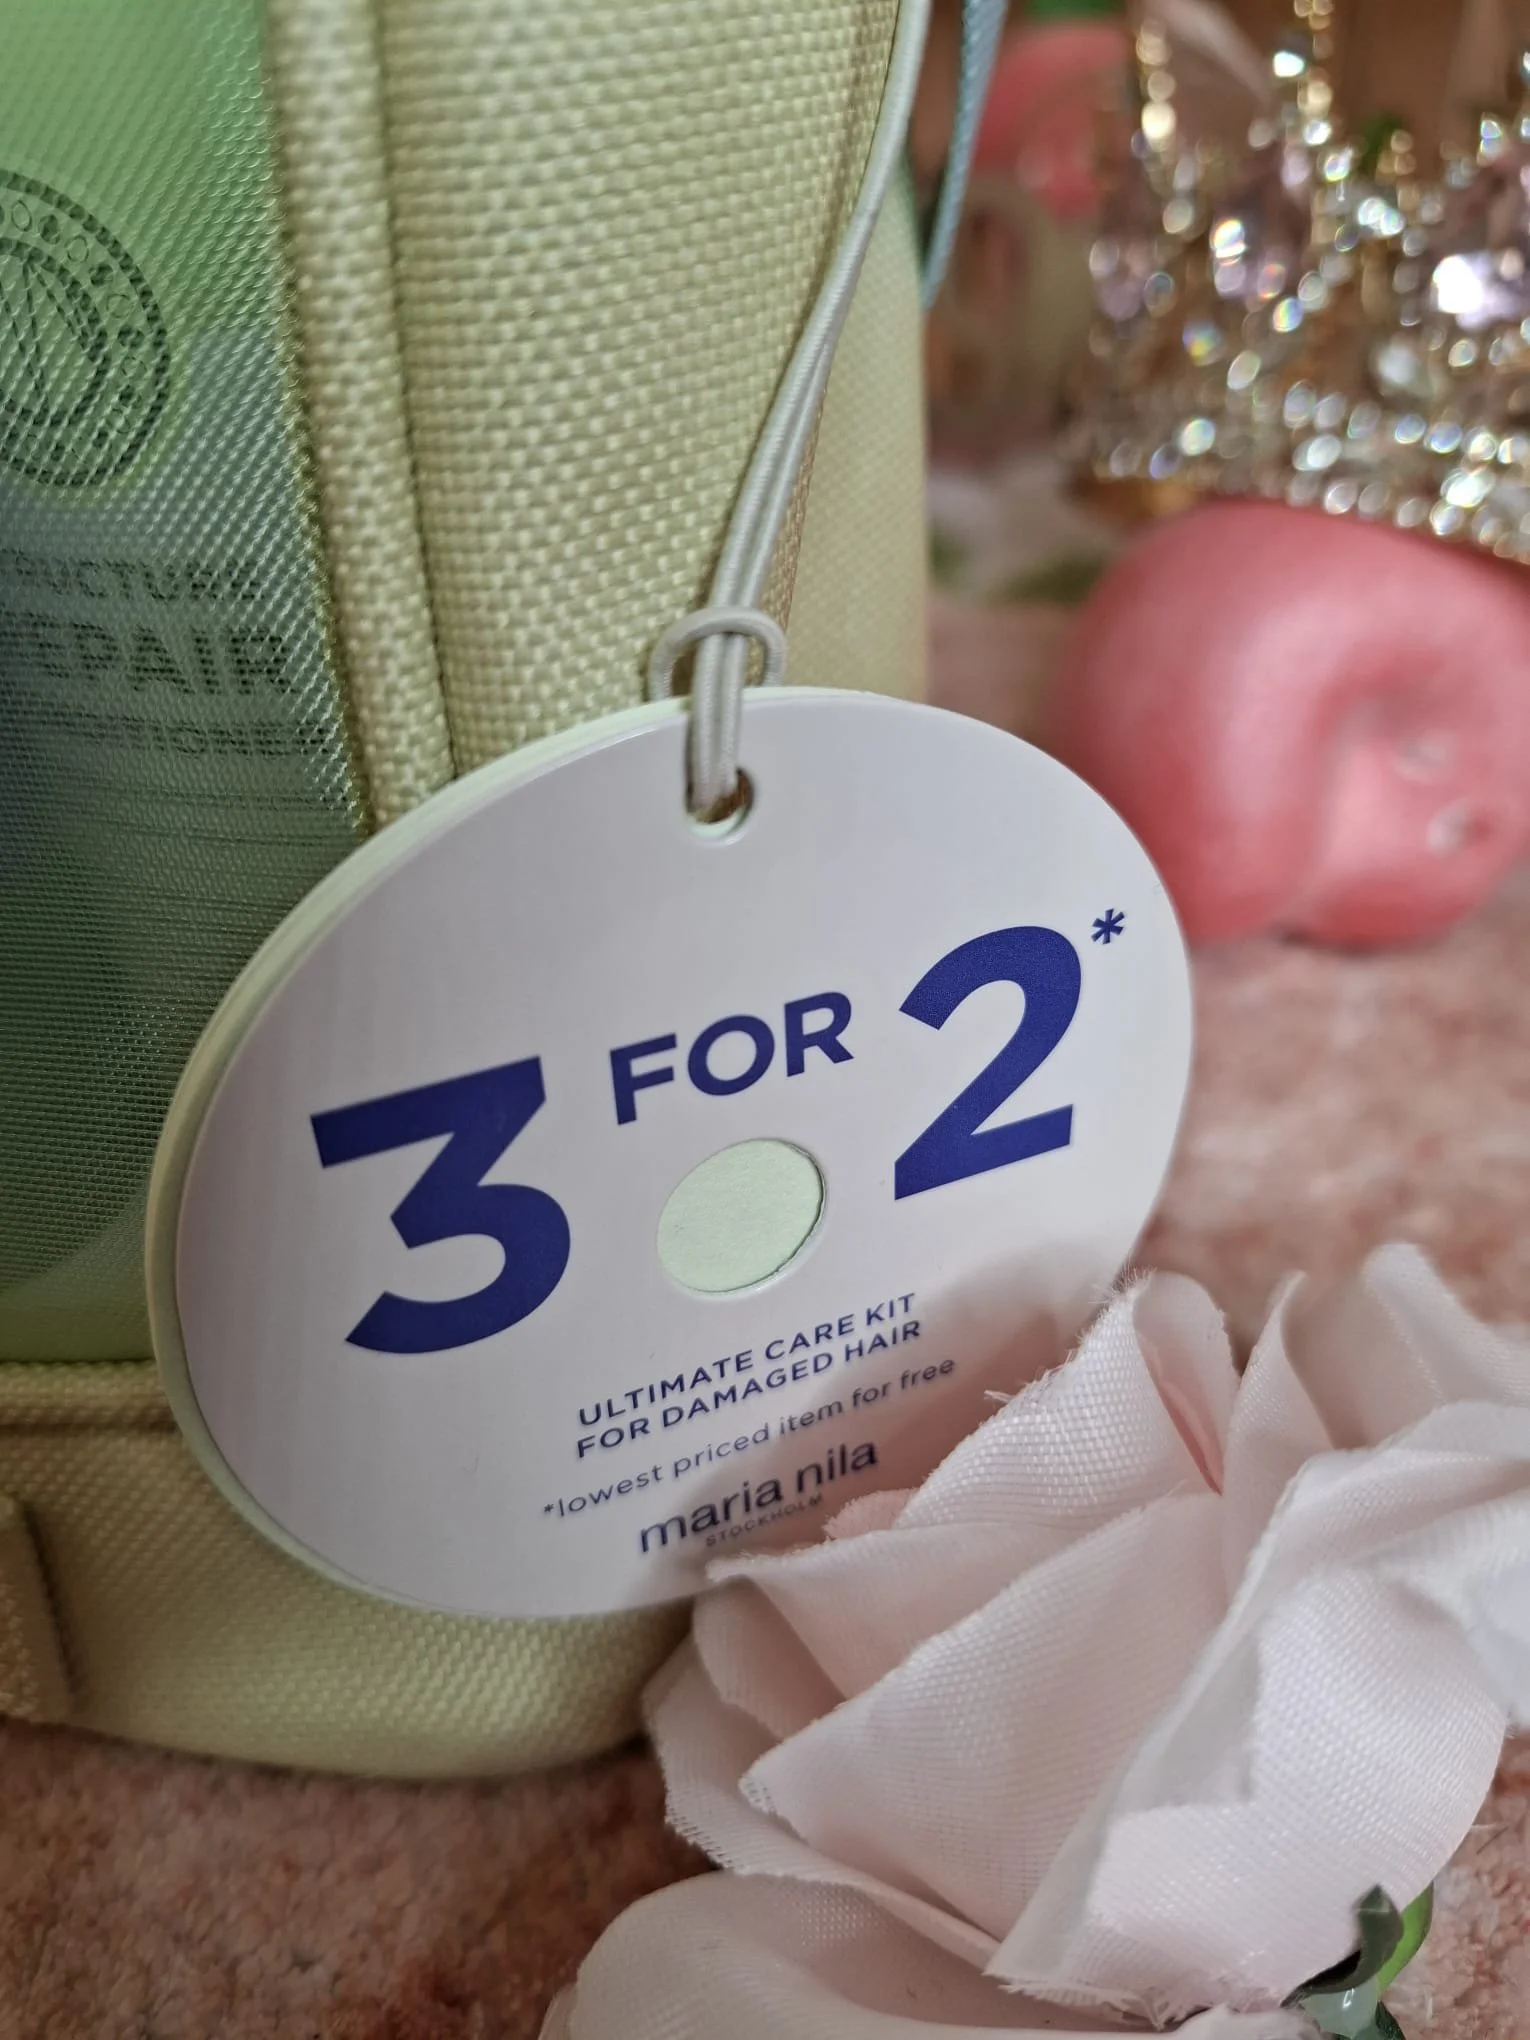 REPAIR
3 FOR 2*
ULTIMATE CARE KIT
FOR DAMAGED HAIR
*lowest priced item for free
maria nila
STOCKHOLM